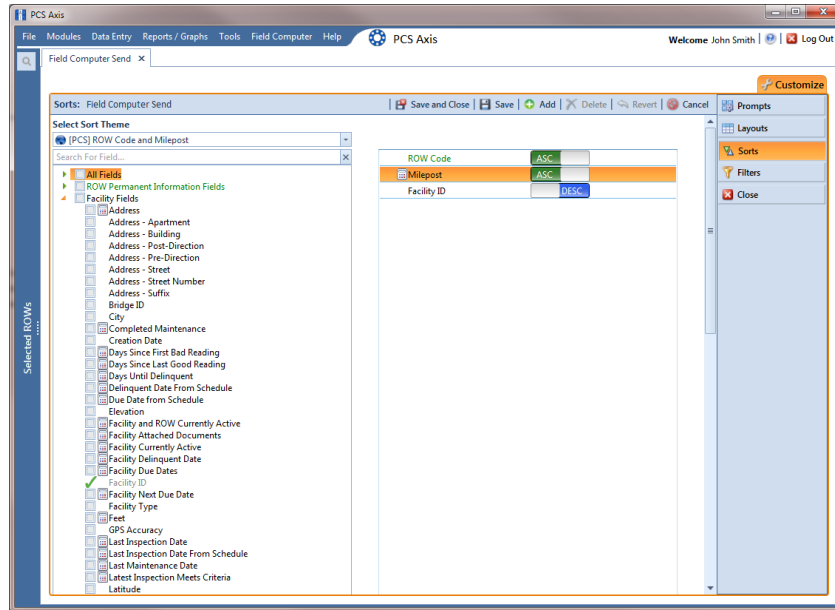 PCS Axis
File Modules Data Entry Reports / Graphs Tools Field Computer Help PCS Axis Welcome John Smith | | Log Out
Field Computer Send X
Customize
Sorts: Field Computer Send | Save and Close | Save | Add | Delete | Revert | Cancel
Prompts
Layouts
Sorts
Filters
Close
Select Sort Theme
[PCS] ROW Code and Milepost
Search For Field...
All Fields
ROW Permanent Information Fields
Facility Fields
Address
Address - Apartment
Address - Building
Address - Post-Direction
Address - Pre-Direction
Address - Street
Address - Street Number
Address - Suffix
Bridge ID
City
Completed Maintenance
Creation Date
Days Since First Bad Reading
Days Since Last Good Reading
Days Until Delinquent
Delinquent Date From Schedule
Due Date from Schedule
Elevation
Facility and ROW Currently Active
Facility Attached Documents
Facility Currently Active
Facility Delinquent Date
Facility Due Dates
Facility ID
Facility Next Due Date
Facility Type
Feet
GPS Accuracy
Last Inspection Date
Last Inspection Date From Schedule
Last Maintenance Date
Latest Inspection Meets Criteria
Latitude
ROW Code ASC
Milepost ASC
Facility ID DESC
Selected ROWs